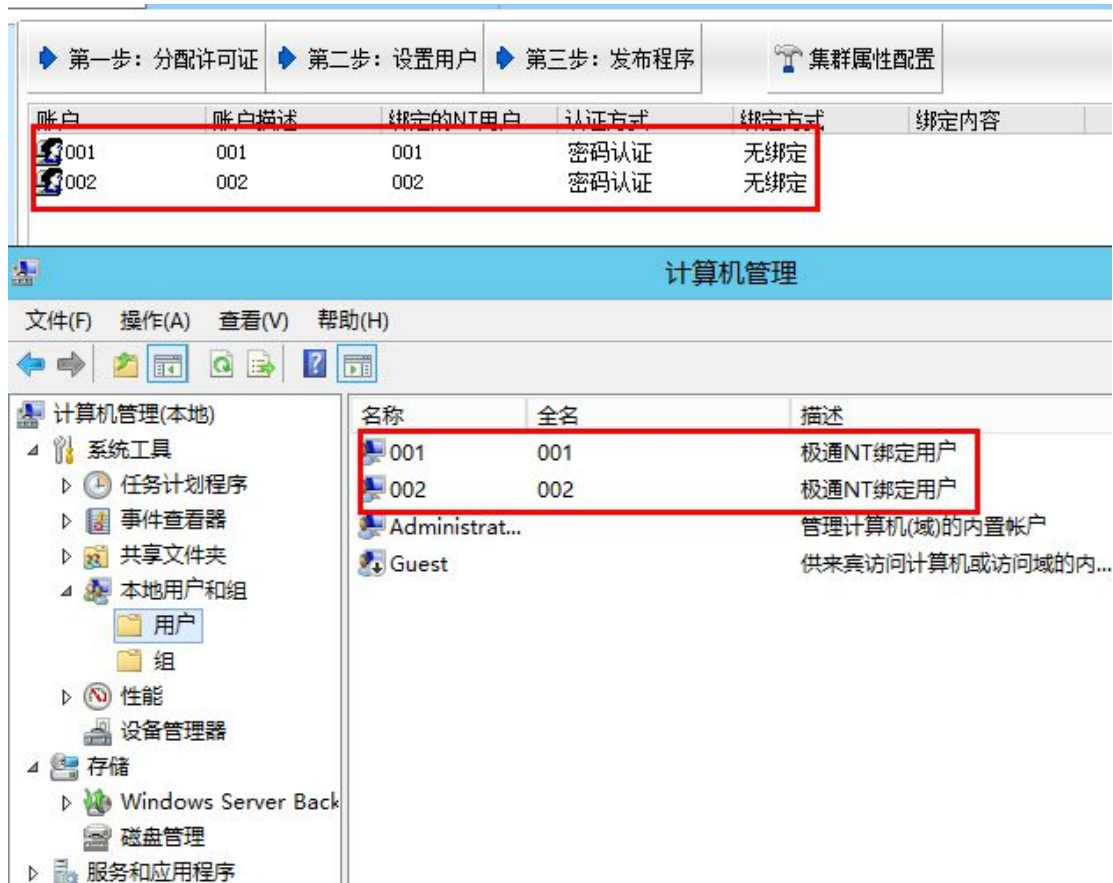 第一步：分配许可证 第二步：设置用户 第三步：发布程序 集群属性配置
账户 账户描述 绑定的NT用户 认证方式 绑定方式 绑定内容
001 001 001 密码认证 无绑定
002 002 002 密码认证 无绑定
计算机管理
文件(F) 操作(A) 查看(V) 帮助(H)
计算机管理(本地)
系统工具
任务计划程序
事件查看器
共享文件夹
本地用户和组
用户
组
性能
设备管理器
存储
Windows Server Back
磁盘管理
服务和应用程序
名称 全名 描述
001 001 极通NT绑定用户
002 002 极通NT绑定用户
Administrat... 管理计算机(域)的内置帐户
Guest 供来宾访问计算机或访问域的内...